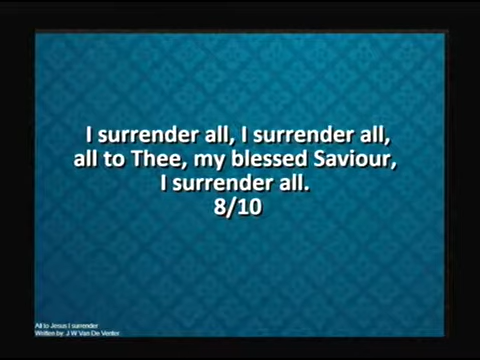 I surrender all, I surrender all,
all to Thee, my blessed Saviour,
I surrender all.
8/10
All to Jesus I surrender
Written by: J W Van De Venter